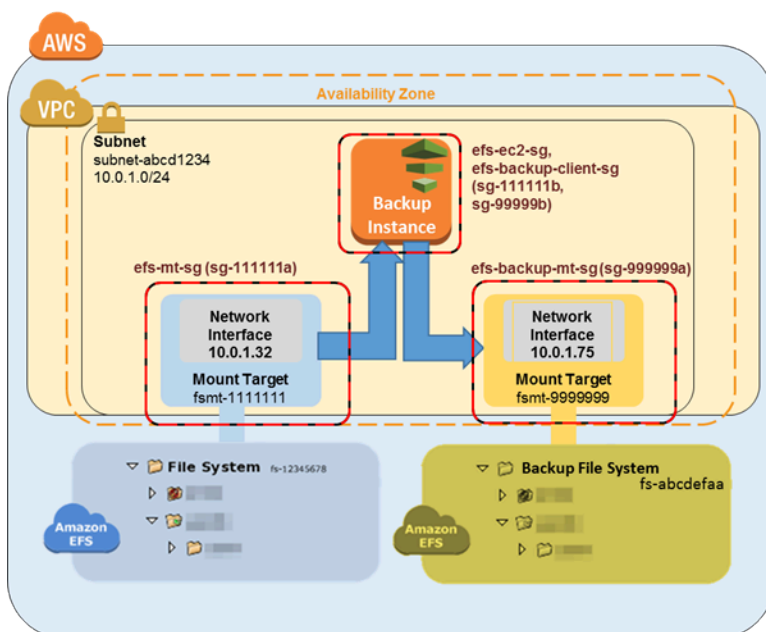 AWS
Availability Zone
VPC
Subnet
subnet-abcd1234
10.0.1.0/24
efs-ec2-sg,
efs-backup-client-sg
(sg-111111b,
sg-99999b)
Backup
Instance
efs-mt-sg (sg-111111a)
efs-backup-mt-sg (sg-999999a)
Network
Interface
10.0.1.32
Mount Target
fsmt-1111111
Network
Interface
10.0.1.75
Mount Target
fsmt-9999999
File System fs-12345678
Amazon
EFS
Backup File System
fs-abcdefaa
Amazon
EFS